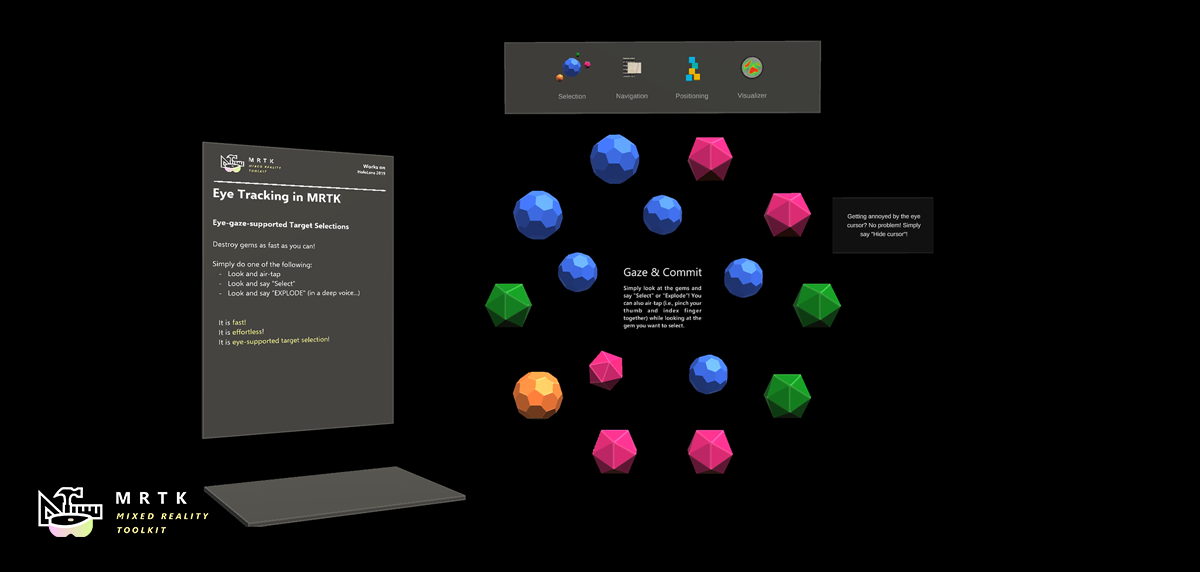 Selection Navigation Positioning Visualizer
MRTK
MIXED REALITY
TOOLKIT
Works on
HoloLens 2019
Eye Tracking in MRTK
Eye-gaze-supported Target Selections
Destroy gems as fast as you can!
Simply do one of the following:
- Look and air-tap
- Look and say "Select"
- Look and say "EXPLODE" (in a deep voice...)
It is fast!
It is effortless!
It is eye-supported target selection!
Getting annoyed by the eye
cursor? No problem! Simply
say "Hide cursor"!
Gaze & Commit
Simply look at the gems and
say "Select" or "Explode"! You
can also air-tap (i.e., pinch your
thumb and index finger
together) while looking at the
gem you want to select.
MRTK
MIXED REALITY
TOOLKIT